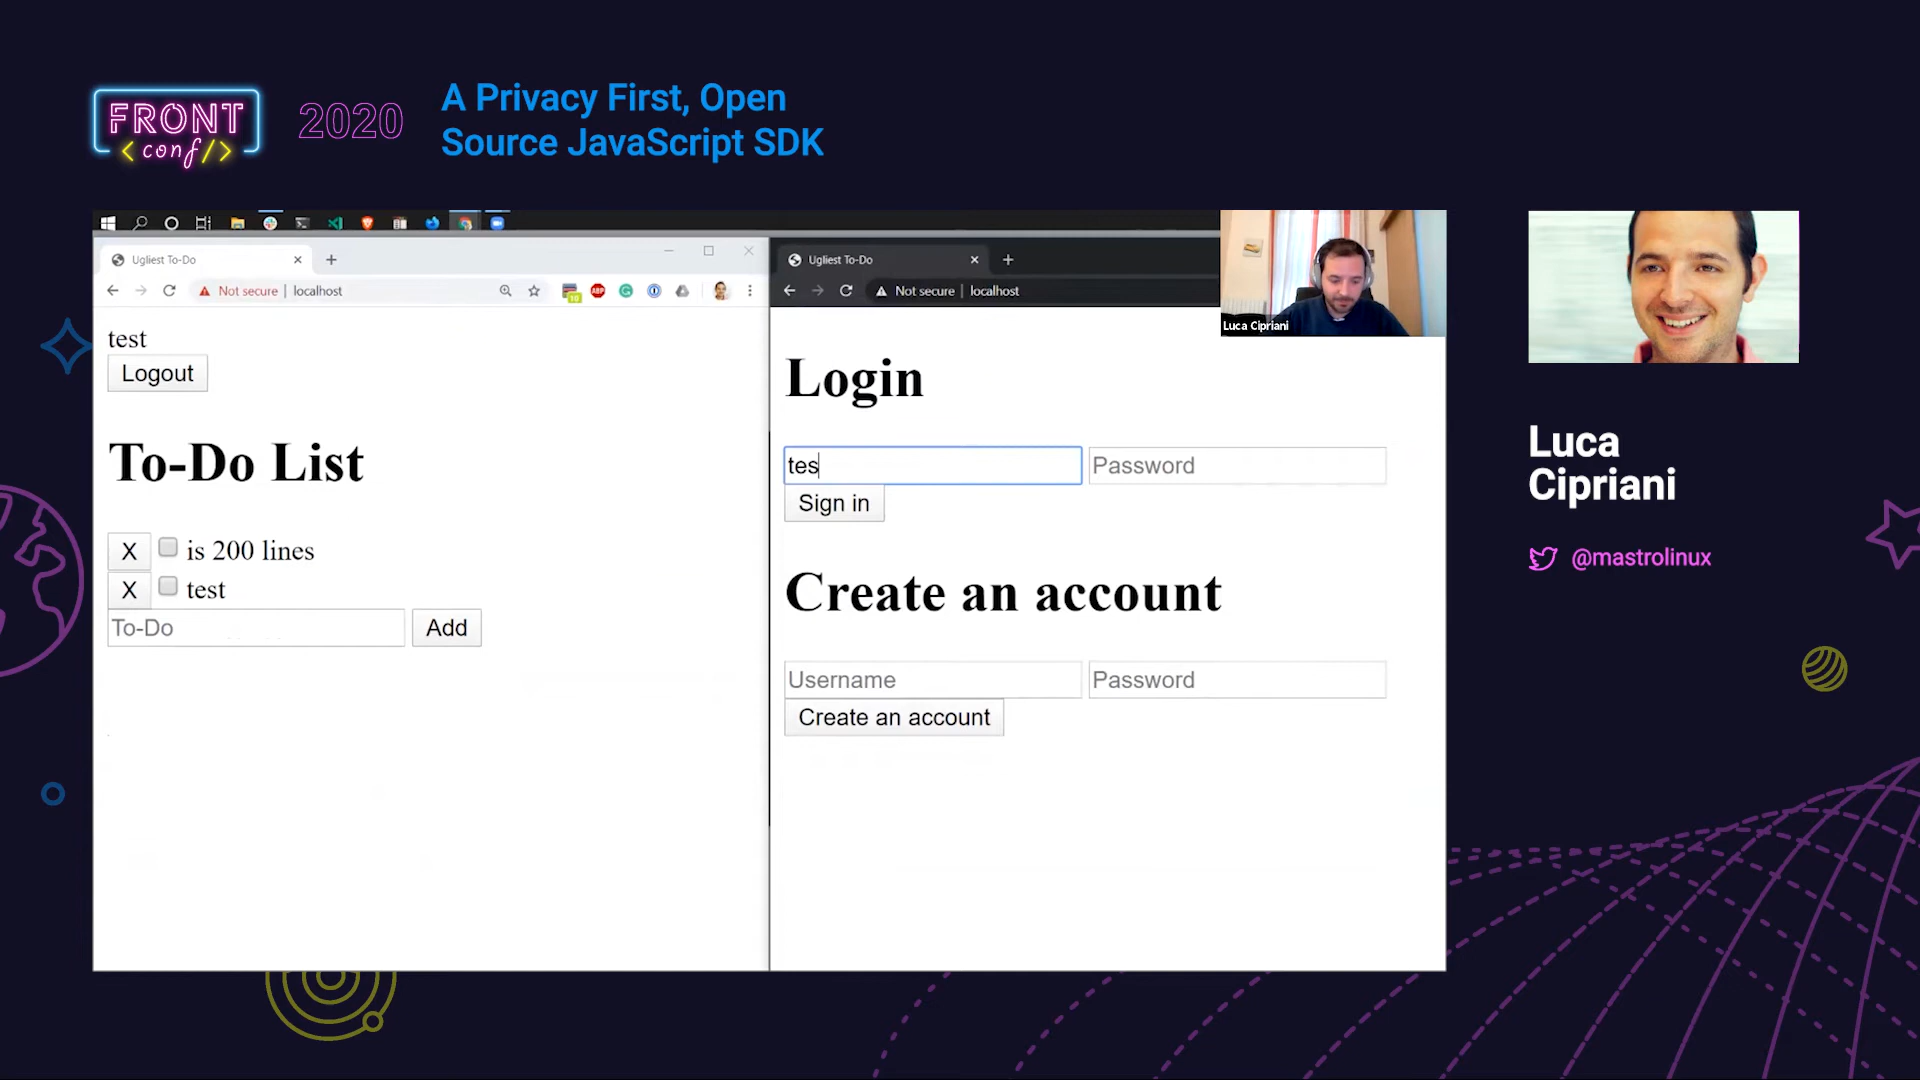 FRONT
<conf/>
2020
A Privacy First, Open
Source JavaScript SDK
Ugliest To-Do
Not secure | localhost
test
Logout
To-Do List
X is 200 lines
X test
To-Do Add
Ugliest To-Do
Not secure | localhost
Login
tes Password
Sign in
Create an account
Username Password
Create an account
Luca Cipriani
Luca
Cipriani
@mastrolinux